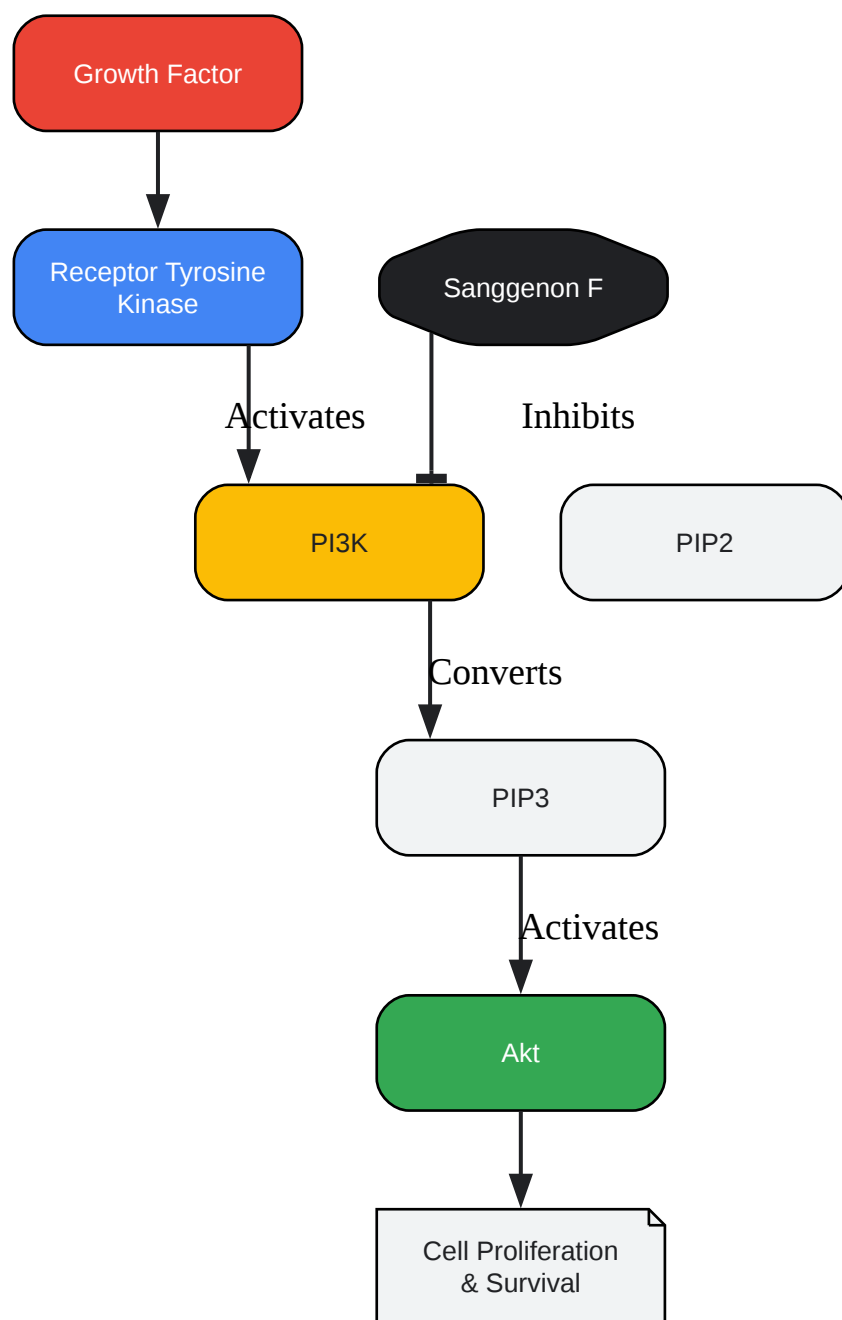 Growth Factor
Receptor Tyrosine
Kinase
Sanggenon F
Activates
Inhibits
PI3K
PIP2
Converts
PIP3
Activates
Akt
Cell Proliferation
& Survival